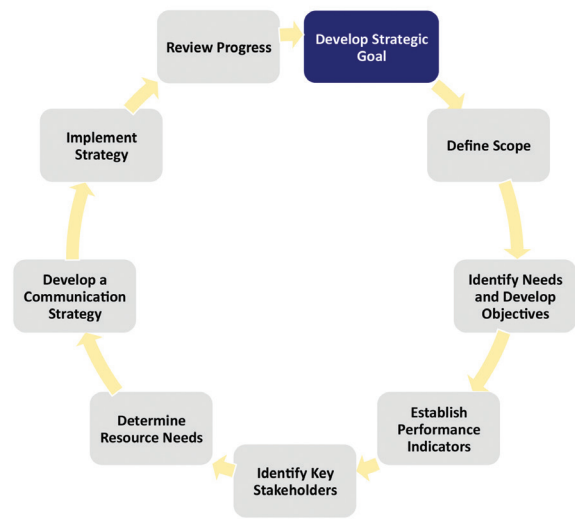 Develop Strategic
Goal
Define Scope
Identify Needs
and Develop
Objectives
Establish
Performance
Indicators
Identify Key
Stakeholders
Determine
Resource Needs
Develop a
Communication
Strategy
Implement
Strategy
Review Progress